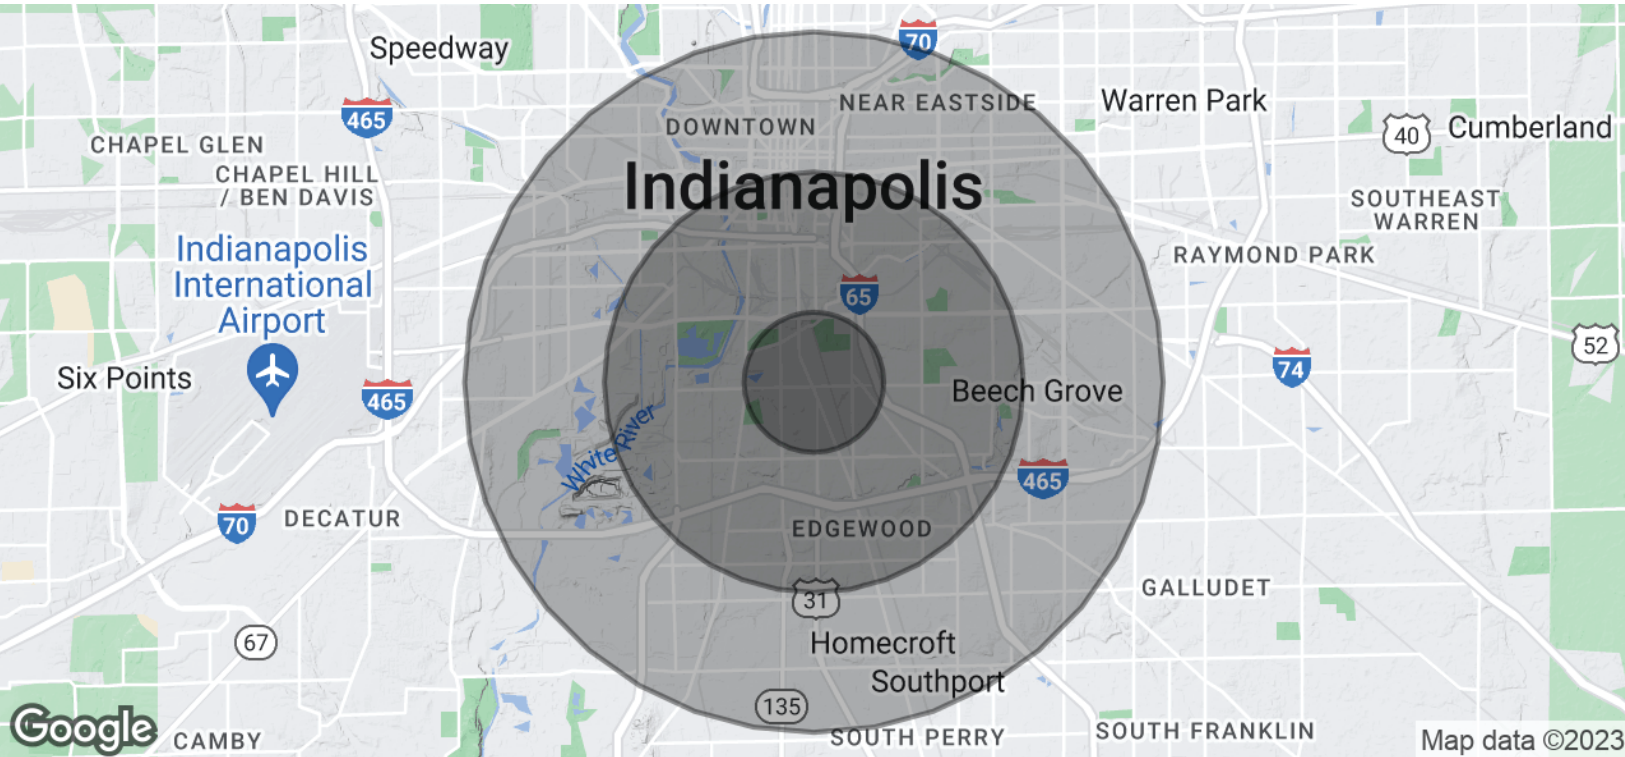 70
Speedway
NEAR EASTSIDE
Warren Park
465
DOWNTOWN
40
Cumberland
CHAPEL GLEN
CHAPEL HILL
/ BEN DAVIS
Indianapolis
SOUTHEAST
WARREN
Indianapolis
International
Airport
RAYMOND PARK
65
52
74
Six Points
465
Beech Grove
White River
465
70
DECATUR
EDGEWOOD
GALLUDET
31
67
Homecroft
Southport
135
Google
CAMBY
SOUTH PERRY
SOUTH FRANKLIN
Map data ©2023